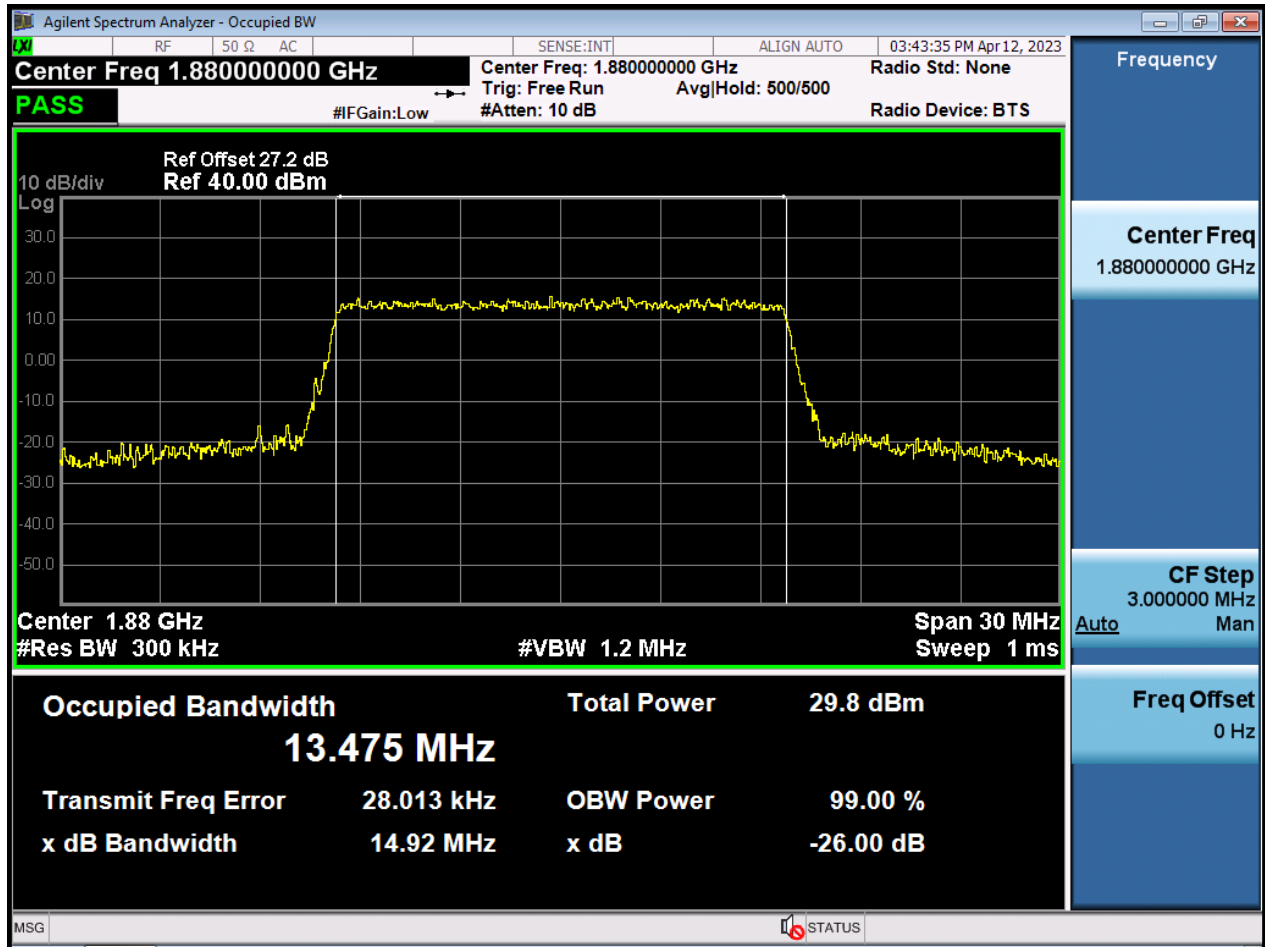 Agilent Spectrum Analyzer - Occupied BW
LXI RF 50 Ω AC SENSE:INT ALIGN AUTO 03:43:35 PM Apr 12, 2023
Center Freq 1.880000000 GHz
PASS
#IFGain:Low
Center Freq: 1.880000000 GHz
Trig: Free Run Avg|Hold: 500/500
#Atten: 10 dB
Radio Std: None
Radio Device: BTS
Ref Offset 27.2 dB
10 dB/div Ref 40.00 dBm
Log
30.0
20.0
10.0
0.00
-10.0
-20.0
-30.0
-40.0
-50.0
Center 1.88 GHz Span 30 MHz
#Res BW 300 kHz #VBW 1.2 MHz Sweep 1 ms
Occupied Bandwidth Total Power 29.8 dBm
13.475 MHz
Transmit Freq Error 28.013 kHz OBW Power 99.00 %
x dB Bandwidth 14.92 MHz x dB -26.00 dB
Frequency
Center Freq
1.880000000 GHz
CF Step
3.000000 MHz
Auto Man
Freq Offset
0 Hz
MSG STATUS